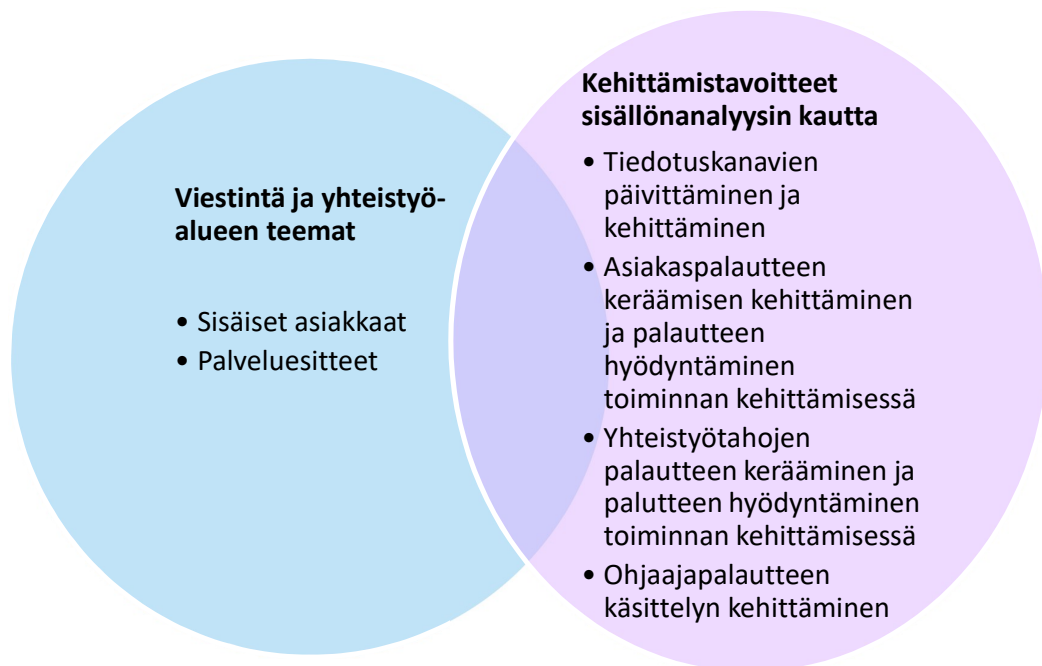 Viestintä ja yhteistyö-
alueen teemat
• Sisäiset asiakkaat
• Palveluesitteet
Kehittämistavoitteet
sisällönanalyysin kautta
• Tiedotuskanavien
päivittäminen ja
kehittäminen
• Asiakaspalautteen
keräämisen kehittäminen
ja palautteen
hyödyntäminen
toiminnan kehittämisessä
• Yhteistyötahojen
palautteen kerääminen ja
palutteen hyödyntäminen
toiminnan kehittämisessä
• Ohjaajapalautteen
käsittelyn kehittäminen